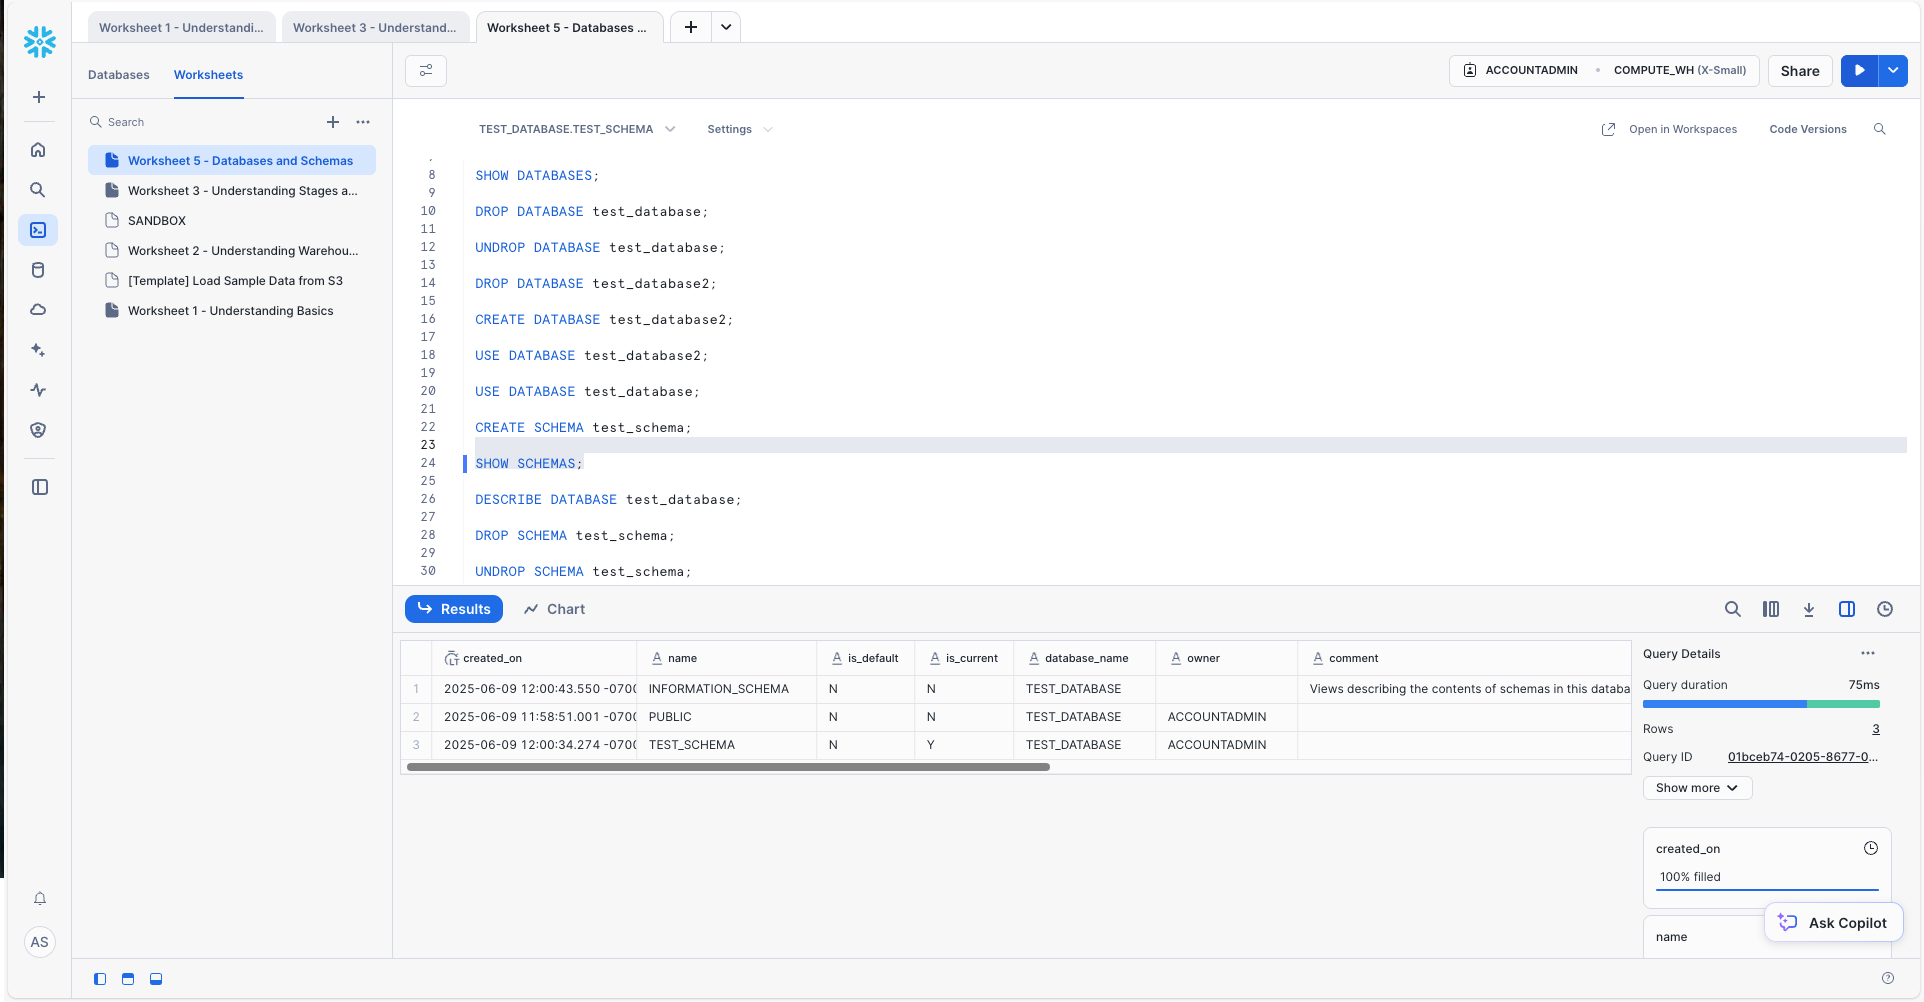 Worksheet 1 - Understandi...
Worksheet 3 - Understand...
Worksheet 5 - Databases ...
Databases
Worksheets
ACCOUNTADMIN
COMPUTE_WH (X-Small)
Share
Search
Worksheet 5 - Databases and Schemas
Worksheet 3 - Understanding Stages a...
SANDBOX
Worksheet 2 - Understanding Warehou...
[Template] Load Sample Data from S3
Worksheet 1 - Understanding Basics
AS
TEST_DATABASE.TEST_SCHEMA
Settings
Open in Workspaces
Code Versions
8 SHOW DATABASES;
9
10 DROP DATABASE test_database;
11
12 UNDROP DATABASE test_database;
13
14 DROP DATABASE test_database2;
15
16 CREATE DATABASE test_database2;
17
18 USE DATABASE test_database2;
19
20 USE DATABASE test_database;
21
22 CREATE SCHEMA test_schema;
23
24 SHOW SCHEMAS;
25
26 DESCRIBE DATABASE test_database;
27
28 DROP SCHEMA test_schema;
29
30 UNDROP SCHEMA test_schema;
Results
Chart
created_on A name A is_default A is_current A database_name A owner A comment
1 2025-06-09 12:00:43.550 -0700 INFORMATION_SCHEMA N N TEST_DATABASE Views describing the contents of schemas in this databa
2 2025-06-09 11:58:51.001 -0700 PUBLIC N N TEST_DATABASE ACCOUNTADMIN
3 2025-06-09 12:00:34.274 -0700 TEST_SCHEMA N Y TEST_DATABASE ACCOUNTADMIN
Query Details
Query duration 75ms
Rows 3
Query ID 01bceb74-0205-8677-0...
Show more
created_on
100% filled
name
Ask Copilot